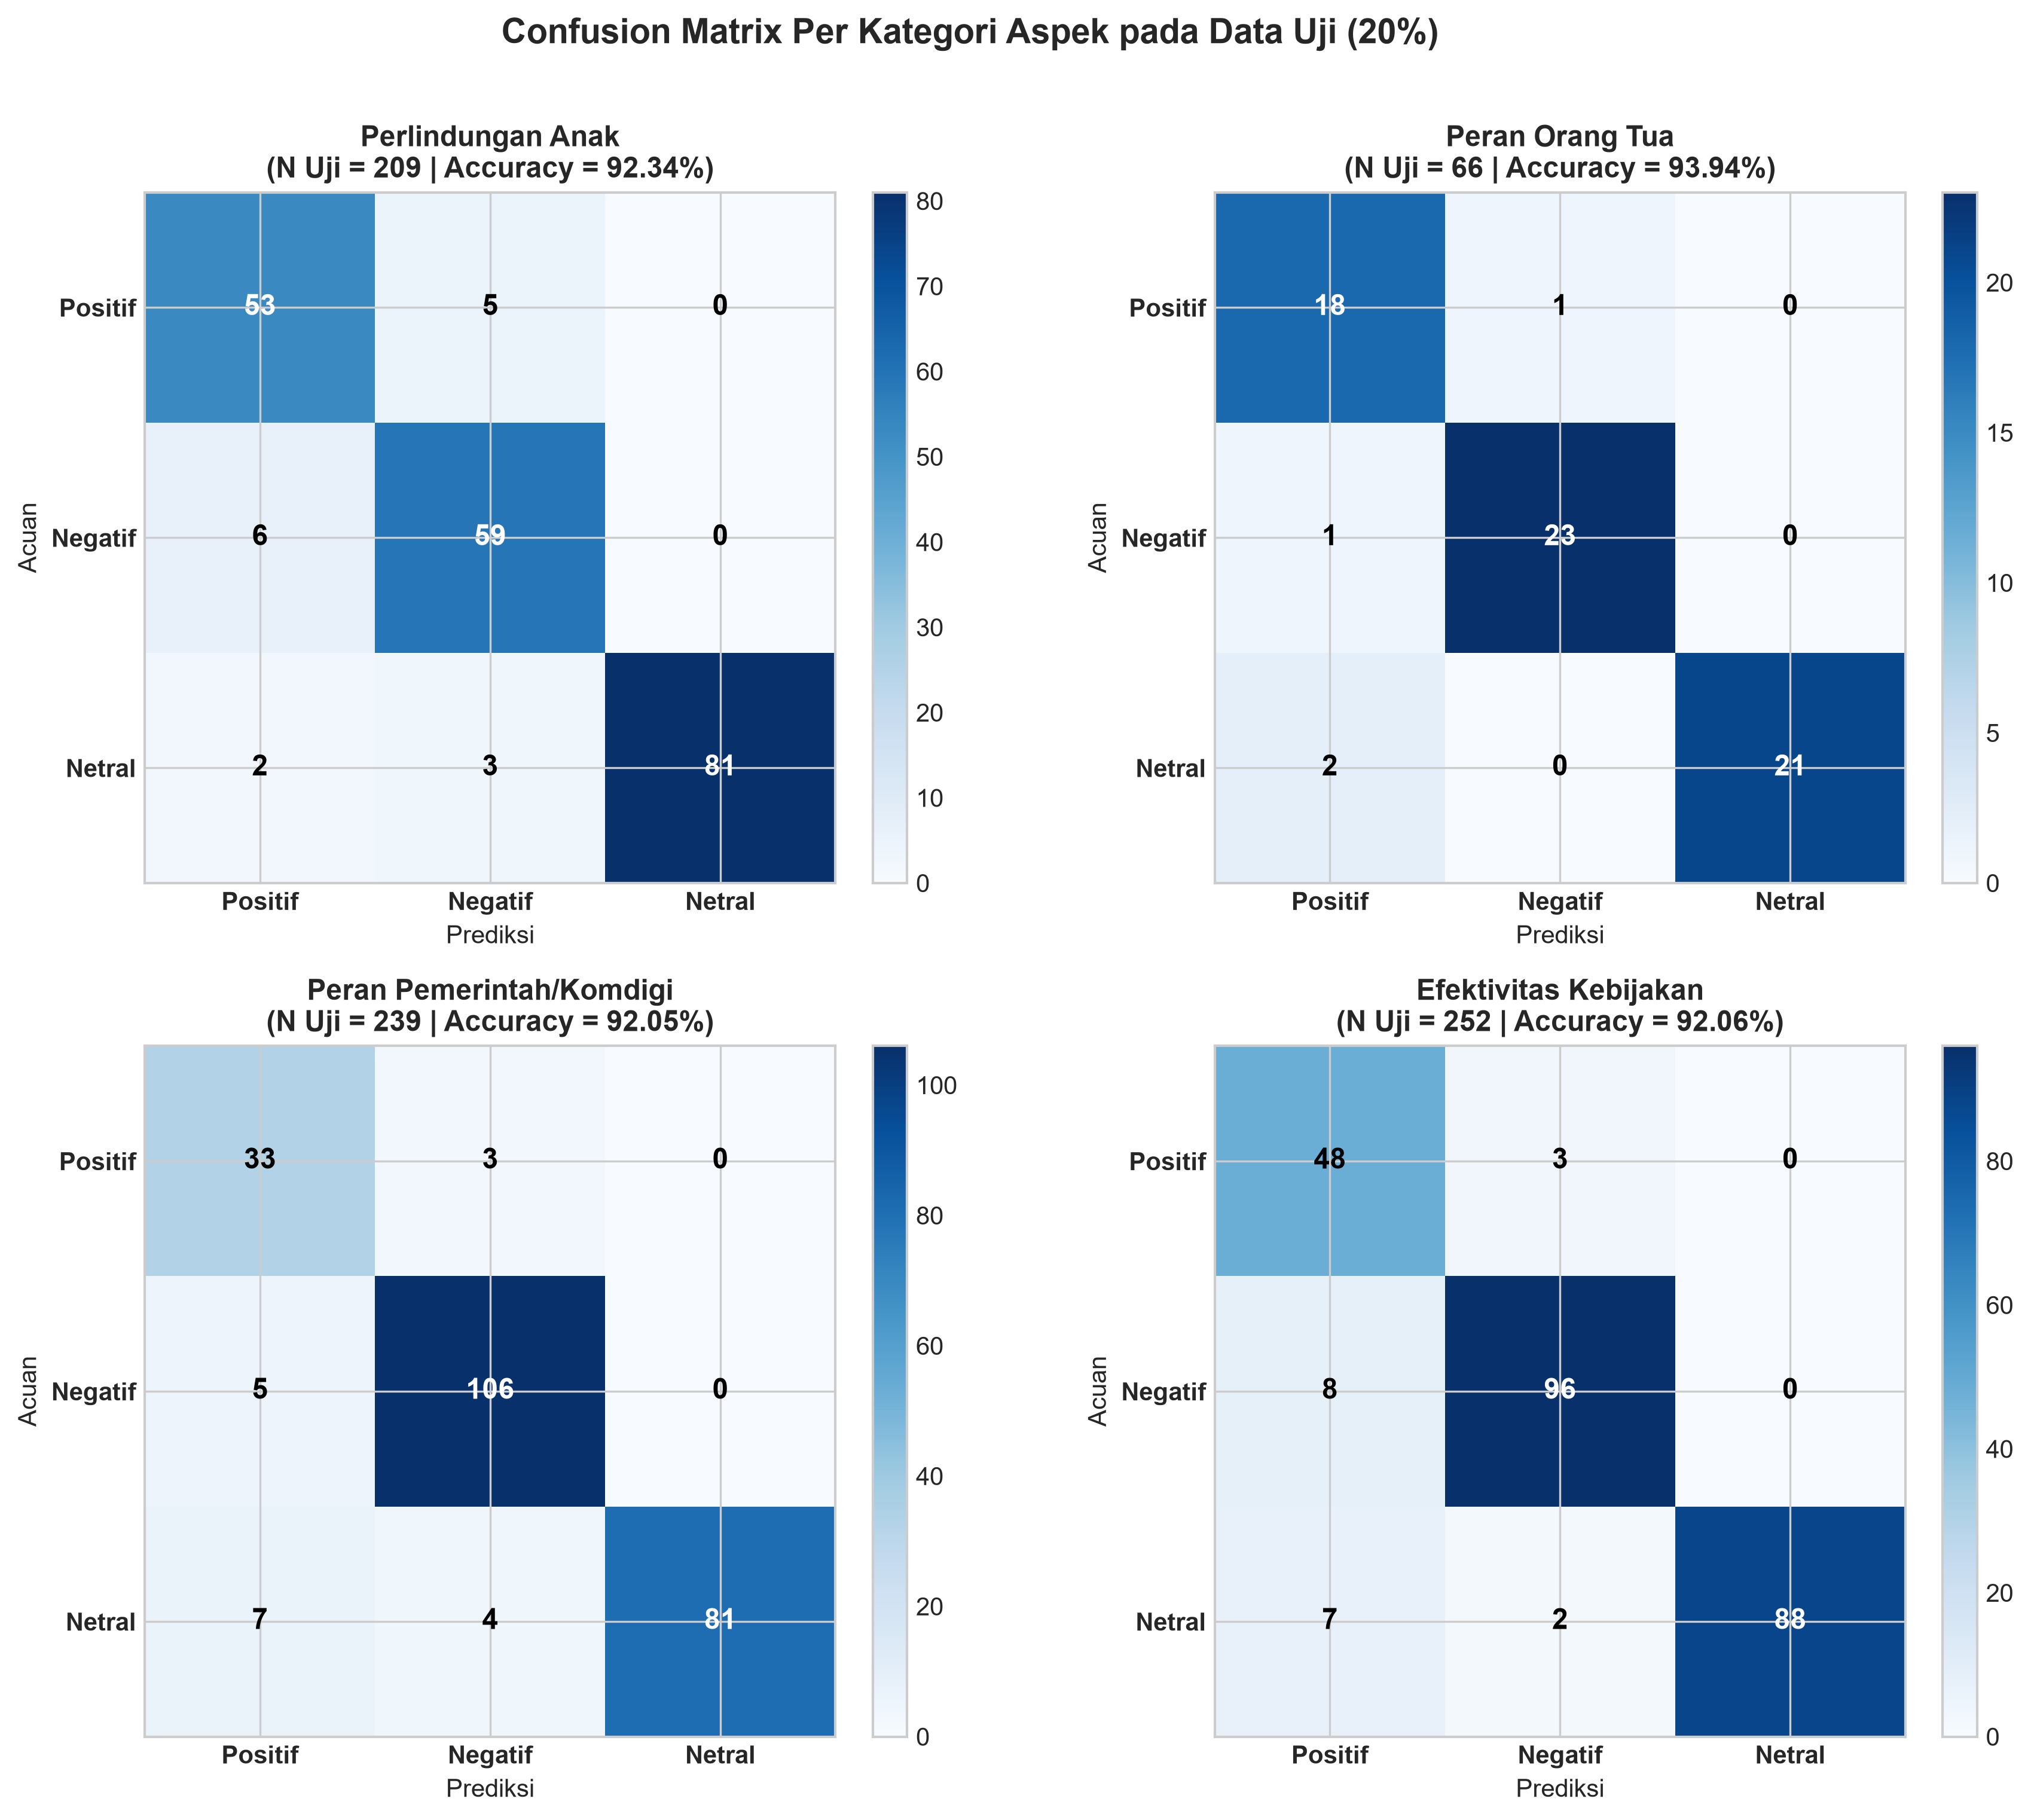 Confusion Matrix Per Kategori Aspek pada Data Uji (20%)
Perlindungan Anak
(N Uji = 209 | Accuracy = 92.34%)
80
70
60
50
40
30
20
10
0
Positif
53
5
0
Acuan
Negatif
6
59
0
Netral
2
3
81
Positif
Negatif
Netral
Prediksi
Peran Orang Tua
(N Uji = 66 | Accuracy = 93.94%)
20
15
10
5
0
Positif
18
1
0
Acuan
Negatif
1
23
0
Netral
2
0
21
Positif
Negatif
Netral
Prediksi
Peran Pemerintah/Komdigi
(N Uji = 239 | Accuracy = 92.05%)
100
80
60
40
20
0
Positif
33
3
0
Acuan
Negatif
5
106
0
Netral
7
4
81
Positif
Negatif
Netral
Prediksi
Efektivitas Kebijakan
(N Uji = 252 | Accuracy = 92.06%)
80
60
40
20
0
Positif
48
3
0
Acuan
Negatif
8
96
0
Netral
7
2
88
Positif
Negatif
Netral
Prediksi